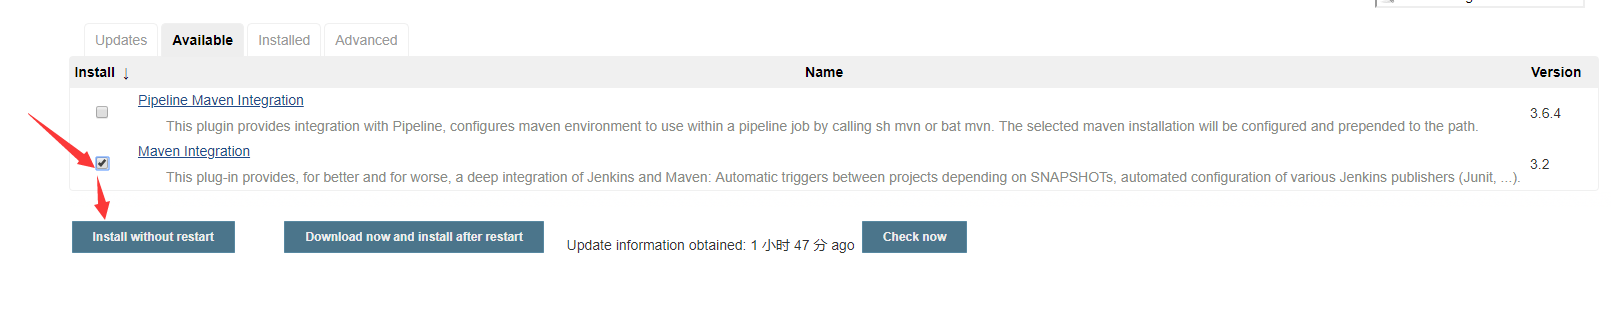 Updates Available Installed Advanced
Install ↓ Name Version
Pipeline Maven Integration
This plugin provides integration with Pipeline, configures maven environment to use within a pipeline job by calling sh mvn or bat mvn. The selected maven installation will be configured and prepended to the path.
3.6.4
Maven Integration
This plug-in provides, for better and for worse, a deep integration of Jenkins and Maven: Automatic triggers between projects depending on SNAPSHOTs, automated configuration of various Jenkins publishers (Junit, ...).
3.2
Install without restart Download now and install after restart Update information obtained: 1 小时 47 分 ago Check now